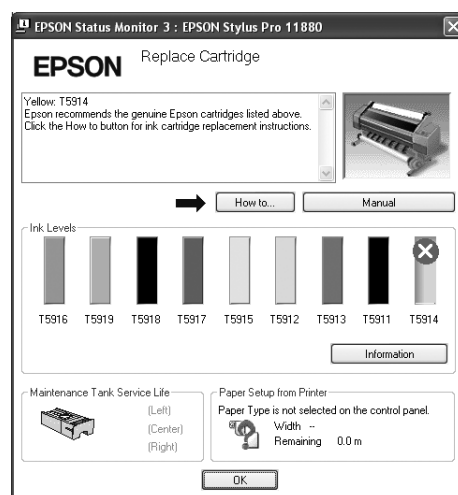 EPSON Status Monitor 3 : EPSON Stylus Pro 11880
EPSON
Replace Cartridge
Yellow: T5914
Epson recommends the genuine Epson cartridges listed above.
Click the How to button for ink cartridge replacement instructions.
How to...
Manual
Ink Levels
T5916 T5919 T5918 T5917 T5915 T5912 T5913 T5911 T5914
Information
Maintenance Tank Service Life
(Left)
(Center)
(Right)
Paper Setup from Printer
Paper Type is not selected on the control panel.
Width --
Remaining 0.0 m
OK